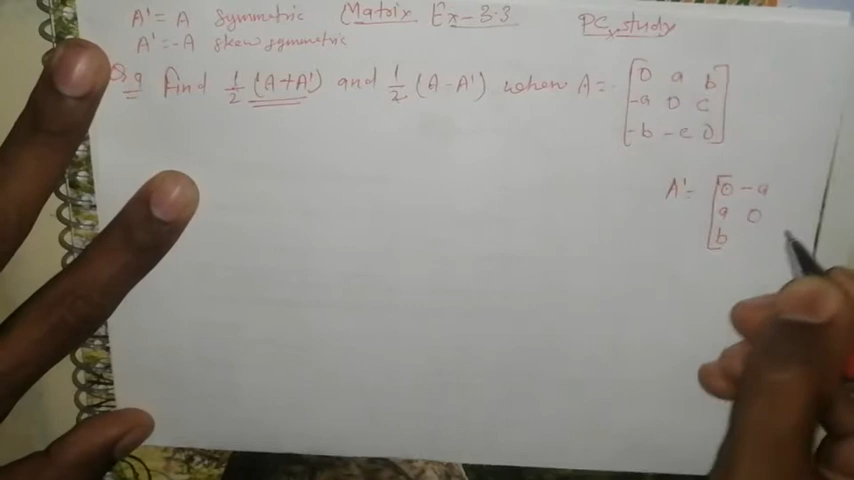 A' = A Symmetric Matrix Ex-3.3 PC study
A' = -A skew symmetric
Q.9 Find 1/2 (A+A') and 1/2 (A-A') when A= [0 a b
-a 0 c
-b -c 0]
A' = [0 -a
a 0
b